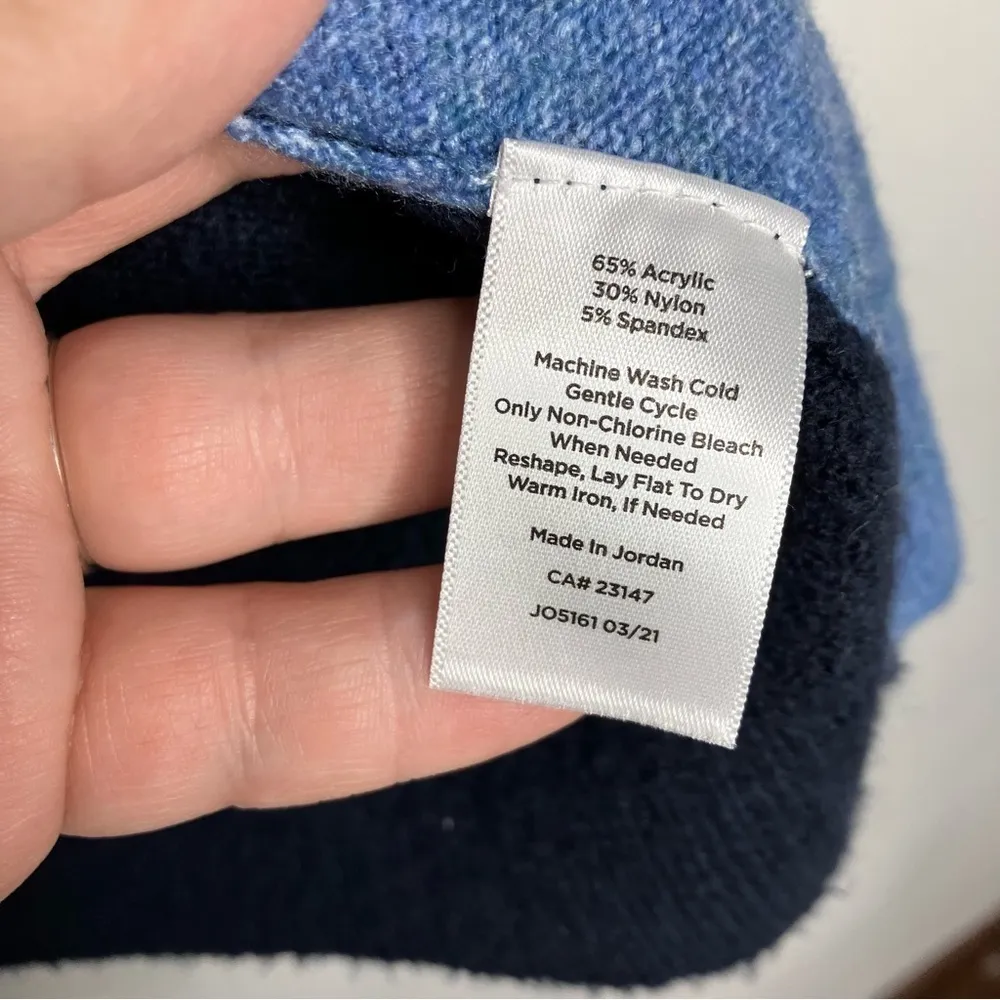 65% Acrylic
30% Nylon
5% Spandex
Machine Wash Cold
Gentle Cycle
Only Non-Chlorine Bleach
When Needed
Reshape, Lay Flat To Dry
Warm Iron, If Needed
Made In Jordan
CA# 23147
JO5161 03/21